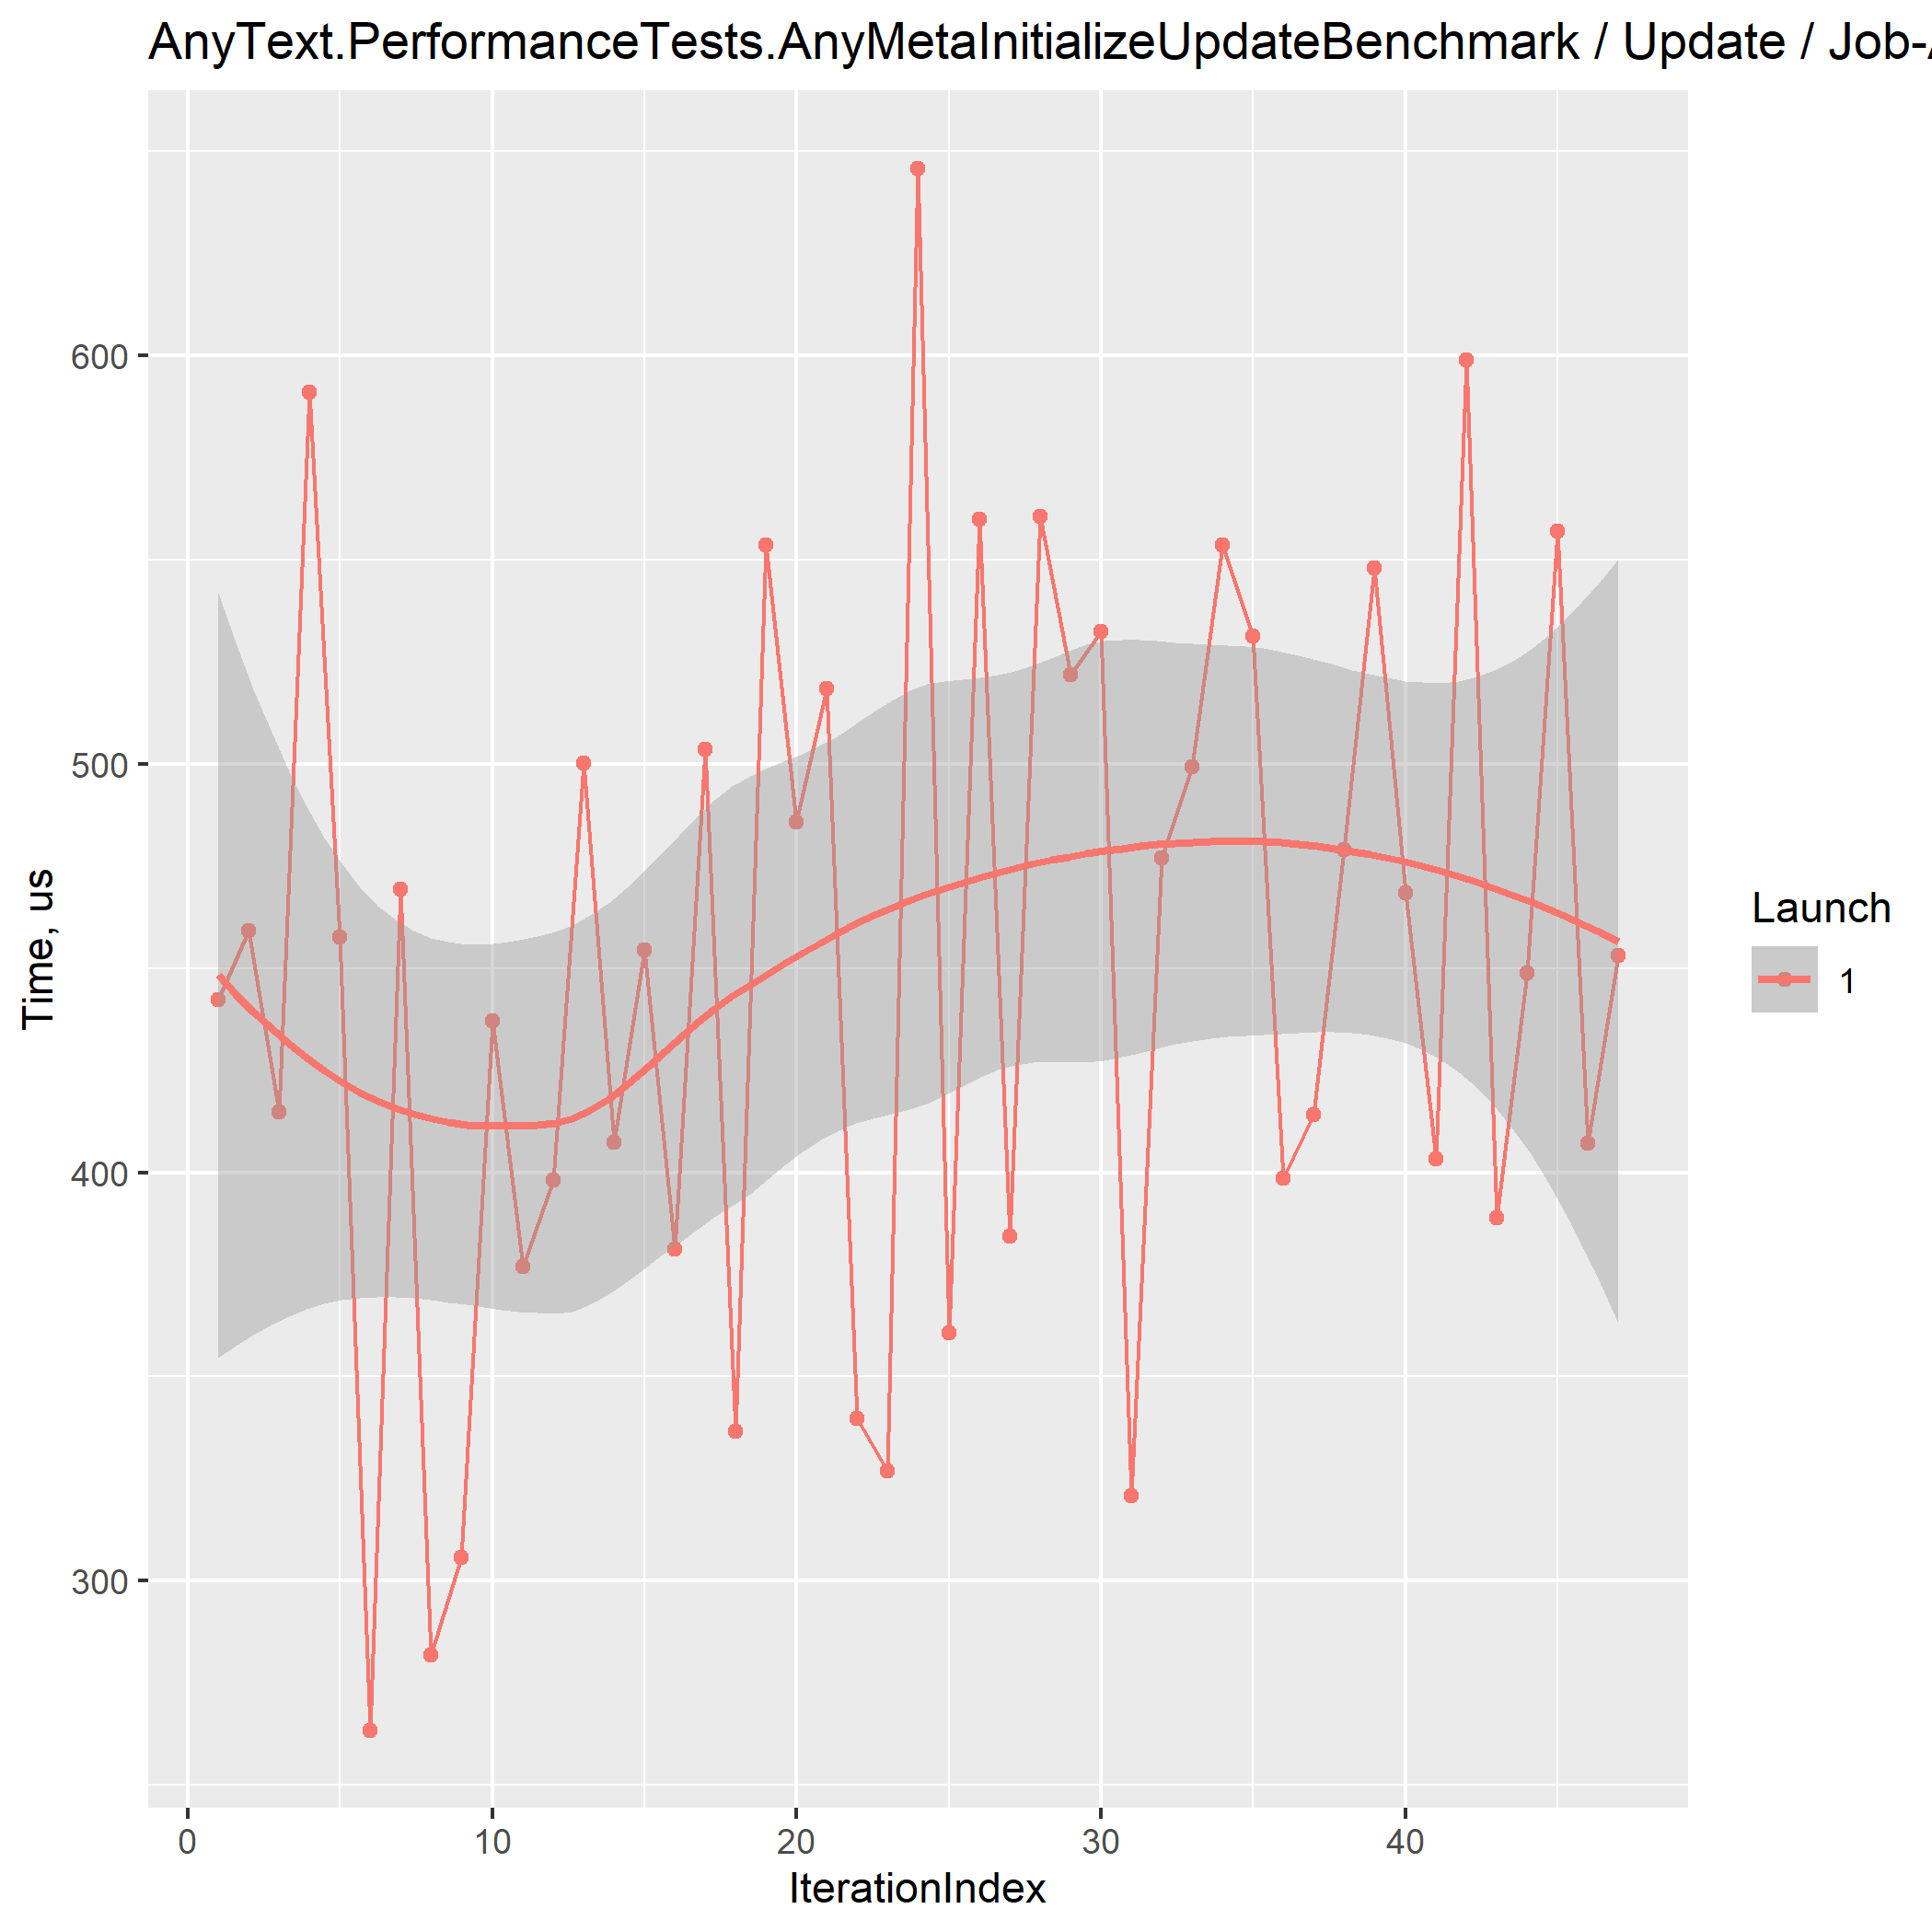 AnyText.PerformanceTests.AnyMetaInitializeUpdateBenchmark / Update / Job-
600
500
400
300
Time, us
0 10 20 30 40
IterationIndex
Launch
1